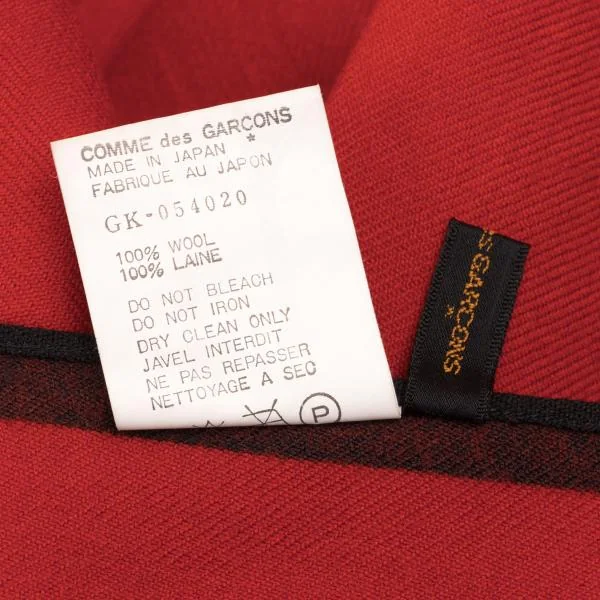 COMME des GARCONS
*
MADE IN JAPAN
FABRIQUE AU JAPON
GK-054020
100% WOOL
100% LAINE
DO NOT BLEACH
DO NOT IRON
DRY CLEAN ONLY
JAVEL INTERDIT
NE PAS REPASSER
NETTOYAGE A SEC
P
S GARCONS